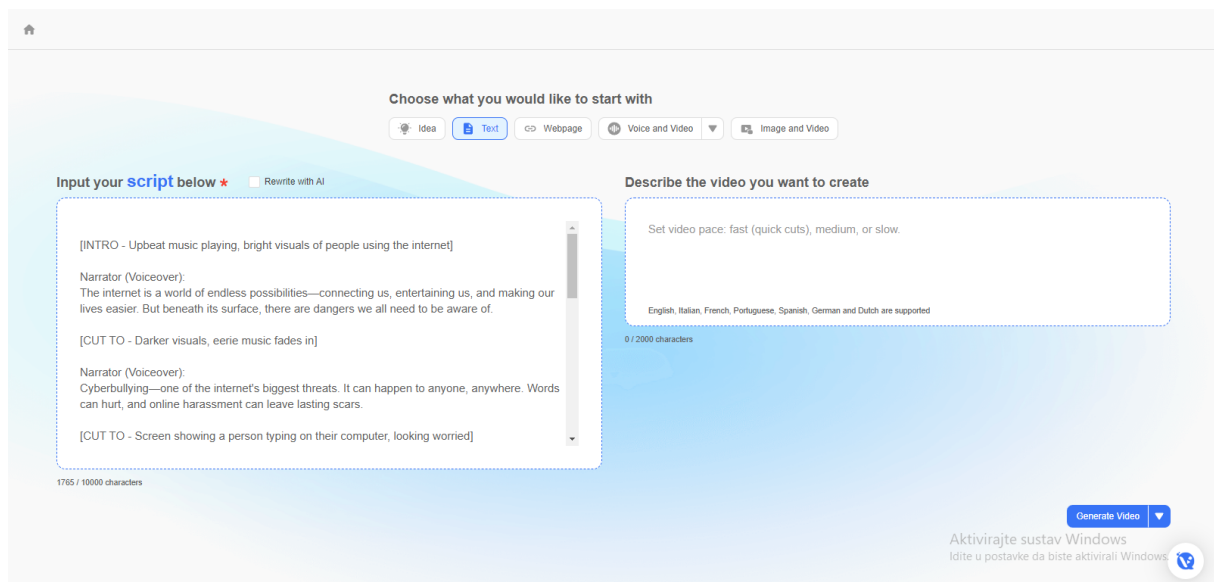 Choose what you would like to start with
Idea
Text
Webpage
Voice and Video
Image and Video
Input your script below *
Rewrite with AI
[INTRO - Upbeat music playing, bright visuals of people using the internet]
Narrator (Voiceover):
The internet is a world of endless possibilities—connecting us, entertaining us, and making our
lives easier. But beneath its surface, there are dangers we all need to be aware of.
[CUT TO - Darker visuals, eerie music fades in]
Narrator (Voiceover):
Cyberbullying—one of the internet's biggest threats. It can happen to anyone, anywhere. Words
can hurt, and online harassment can leave lasting scars.
[CUT TO - Screen showing a person typing on their computer, looking worried]
1765 / 10000 characters
Describe the video you want to create
Set video pace: fast (quick cuts), medium, or slow.
English, Italian, French, Portuguese, Spanish, German and Dutch are supported
0 / 2000 characters
Generate Video
Aktivirajte sustav Windows
Idite u postavke da biste aktivirali Windows.